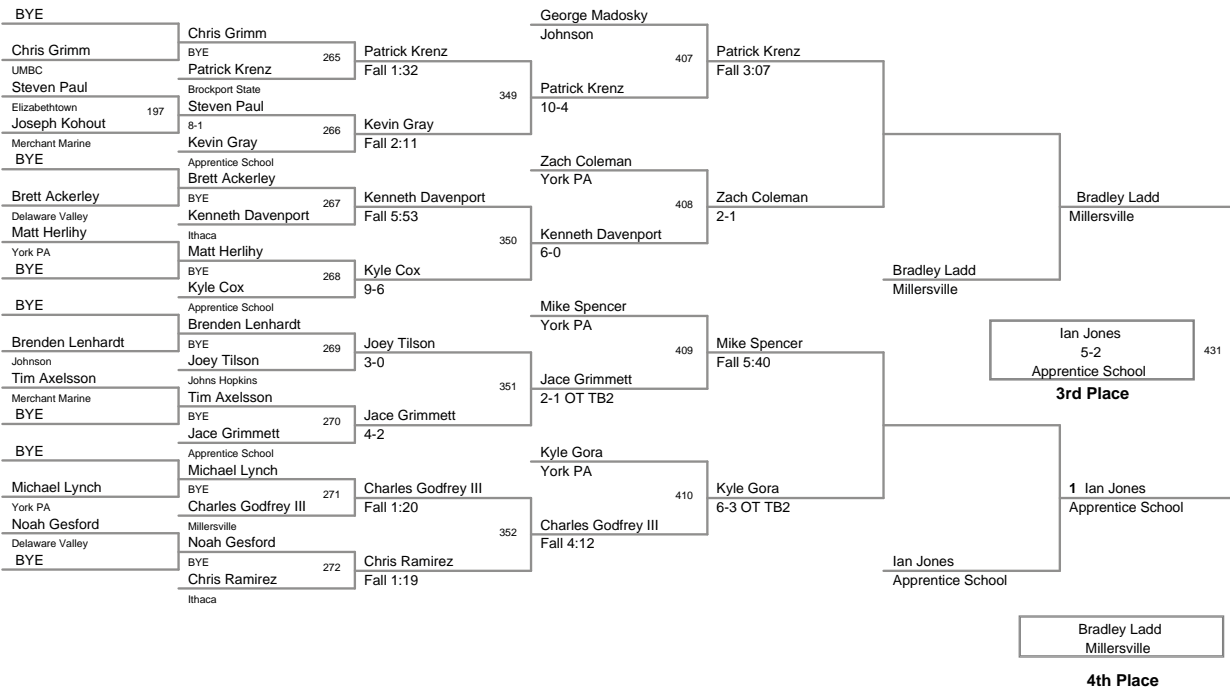 BYE
Chris Grimm
UMBC
Steven Paul
Elizabethtown
197
Joseph Kohout
Merchant Marine
BYE
Brett Ackerley
Delaware Valley
Matt Herlihy
York PA
BYE
BYE
Brenden Lenhardt
Johnson
Tim Axelsson
Merchant Marine
BYE
BYE
Michael Lynch
York PA
Noah Gesford
Delaware Valley
BYE
Chris Grimm
BYE
265
Patrick Krenz
Brockport State
Steven Paul
8-1
266
Kevin Gray
Apprentice School
Brett Ackerley
BYE
267
Kenneth Davenport
Ithaca
Matt Herlihy
BYE
268
Kyle Cox
Apprentice School
Brenden Lenhardt
BYE
269
Joey Tilson
Johns Hopkins
Tim Axelsson
BYE
270
Jace Grimmett
Apprentice School
Michael Lynch
BYE
271
Charles Godfrey III
Millersville
Noah Gesford
BYE
272
Chris Ramirez
Ithaca
Patrick Krenz
Fall 1:32
349
Kevin Gray
Fall 2:11
Kenneth Davenport
Fall 5:53
350
Kyle Cox
9-6
Joey Tilson
3-0
351
Jace Grimmett
4-2
Charles Godfrey III
Fall 1:20
352
Chris Ramirez
Fall 1:19
George Madosky
Johnson
407
Patrick Krenz
10-4
Zach Coleman
York PA
408
Kenneth Davenport
6-0
Mike Spencer
York PA
409
Jace Grimmett
2-1 OT TB2
Kyle Gora
York PA
410
Charles Godfrey III
Fall 4:12
Patrick Krenz
Fall 3:07
Zach Coleman
2-1
Mike Spencer
Fall 5:40
Kyle Gora
6-3 OT TB2
Bradley Ladd
Millersville
Ian Jones
Apprentice School
Bradley Ladd
Millersville
Ian Jones
5-2
431
Apprentice School
3rd Place
1 Ian Jones
Apprentice School
Bradley Ladd
Millersville
4th Place